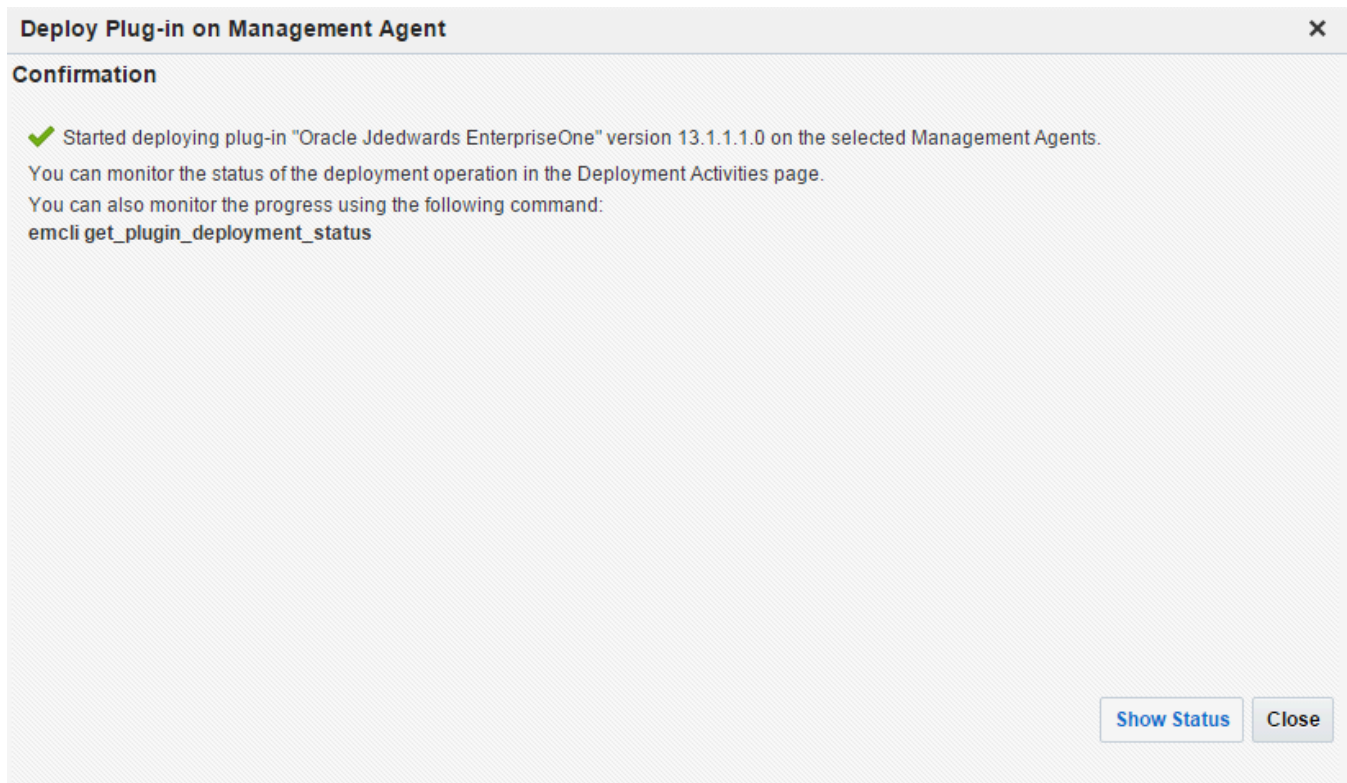 Deploy Plug-in on Management Agent
Confirmation
Started deploying plug-in "Oracle Jdedwards EnterpriseOne" version 13.1.1.1.0 on the selected Management Agents.
You can monitor the status of the deployment operation in the Deployment Activities page.
You can also monitor the progress using the following command:
emcli get_plugin_deployment_status
Show Status Close